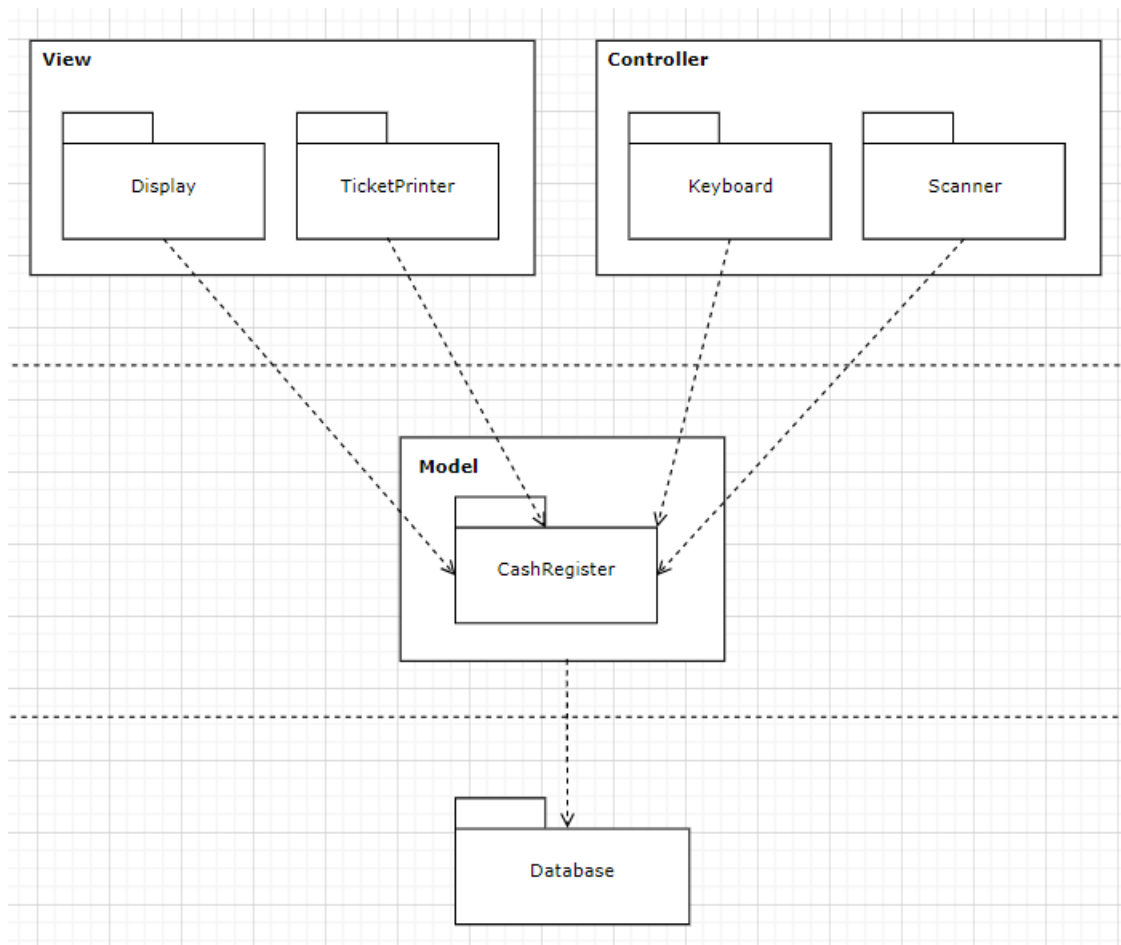 View
Controller
Display
TicketPrinter
Keyboard
Scanner
Model
CashRegister
Database